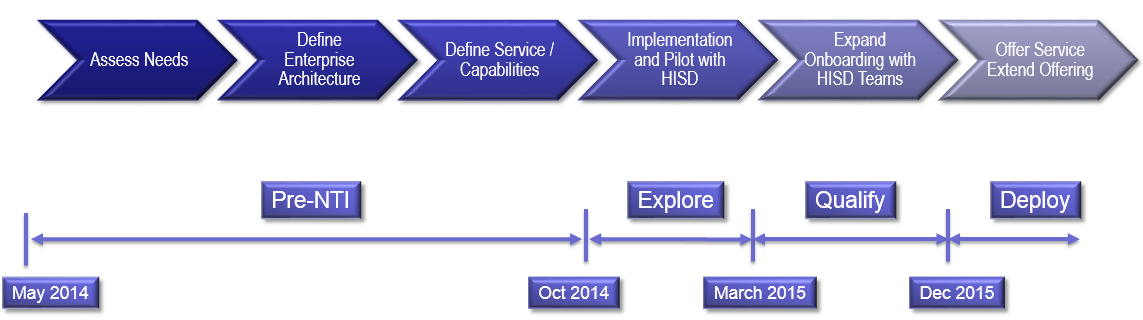 Assess Needs
Define
Enterprise
Architecture
Define Service /
Capabilities
Implementation
and Pilot with
HISD
Expand
Onboarding with
HISD Teams
Offer Service
Extend Offering
Pre-NTI
Explore
Qualify
Deploy
May 2014
Oct 2014
March 2015
Dec 2015